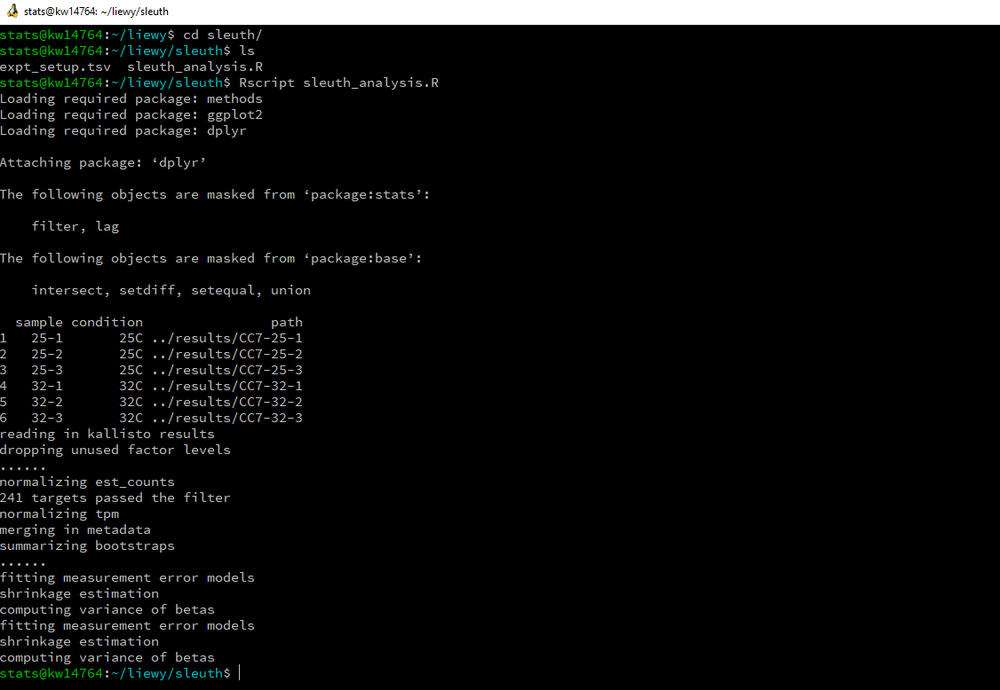 stats@kw14764: ~/liewy/sleuth
stats@kw14764:~/liewy$ cd sleuth/
stats@kw14764:~/liewy/sleuth$ ls
expt_setup.tsv  sleuth_analysis.R
stats@kw14764:~/liewy/sleuth$ Rscript sleuth_analysis.R
Loading required package: methods
Loading required package: ggplot2
Loading required package: dplyr

Attaching package: ‘dplyr’

The following objects are masked from ‘package:stats’:

    filter, lag

The following objects are masked from ‘package:base’:

    intersect, setdiff, setequal, union

  sample condition                path
1   25-1       25C ../results/CC7-25-1
2   25-2       25C ../results/CC7-25-2
3   25-3       25C ../results/CC7-25-3
4   32-1       32C ../results/CC7-32-1
5   32-2       32C ../results/CC7-32-2
6   32-3       32C ../results/CC7-32-3
reading in kallisto results
dropping unused factor levels
......
normalizing est_counts
241 targets passed the filter
normalizing tpm
merging in metadata
summarizing bootstraps
......
fitting measurement error models
shrinkage estimation
computing variance of betas
fitting measurement error models
shrinkage estimation
computing variance of betas
stats@kw14764:~/liewy/sleuth$